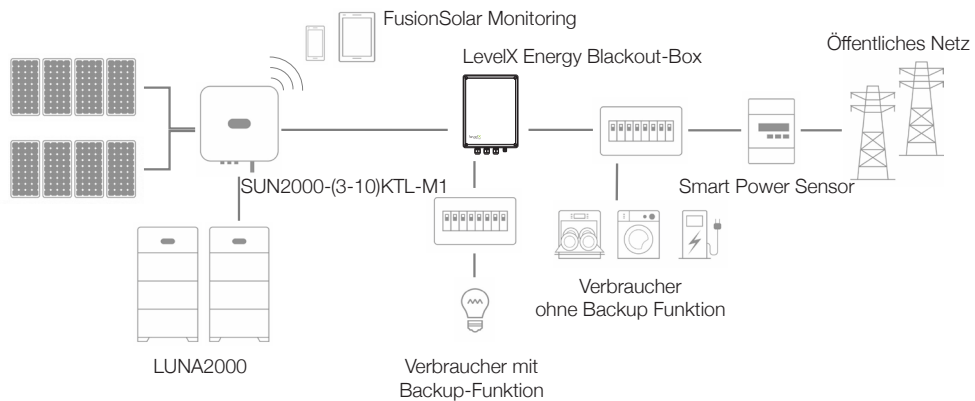 FusionSolar Monitoring
LevelX Energy Blackout-Box
Öffentliches Netz
SUN2000-(3-10)KTL-M1
Smart Power Sensor
LUNA2000
Verbraucher mit
Backup-Funktion
Verbraucher
ohne Backup Funktion